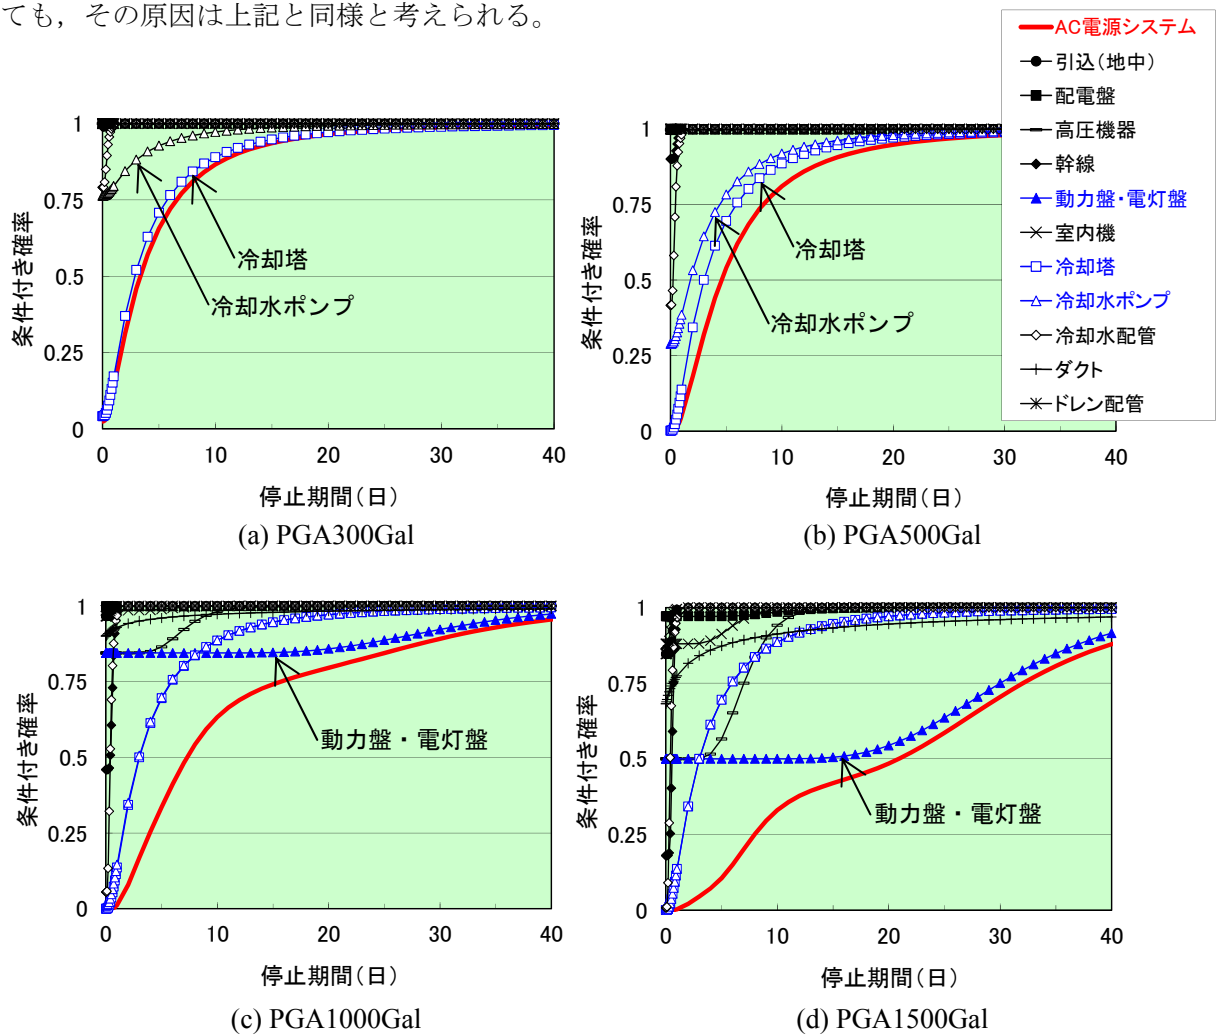 ても，その原因は上記と同様と考えられる。
AC電源システム
引込（地中）
配電盤
高圧機器
幹線
動力盤・電灯盤
室内機
冷却塔
冷却水ポンプ
冷却水配管
ダクト
ドレン配管
条件付き確率
1
0.75
0.5
0.25
0
冷却塔
冷却水ポンプ
0 10 20 30 40
停止期間（日）
(a) PGA300Gal
条件付き確率
1
0.75
0.5
0.25
0
冷却塔
冷却水ポンプ
0 10 20 30 40
停止期間（日）
(b) PGA500Gal
条件付き確率
1
0.75
0.5
0.25
0
動力盤・電灯盤
0 10 20 30 40
停止期間（日）
(c) PGA1000Gal
条件付き確率
1
0.75
0.5
0.25
0
動力盤・電灯盤
0 10 20 30 40
停止期間（日）
(d) PGA1500Gal